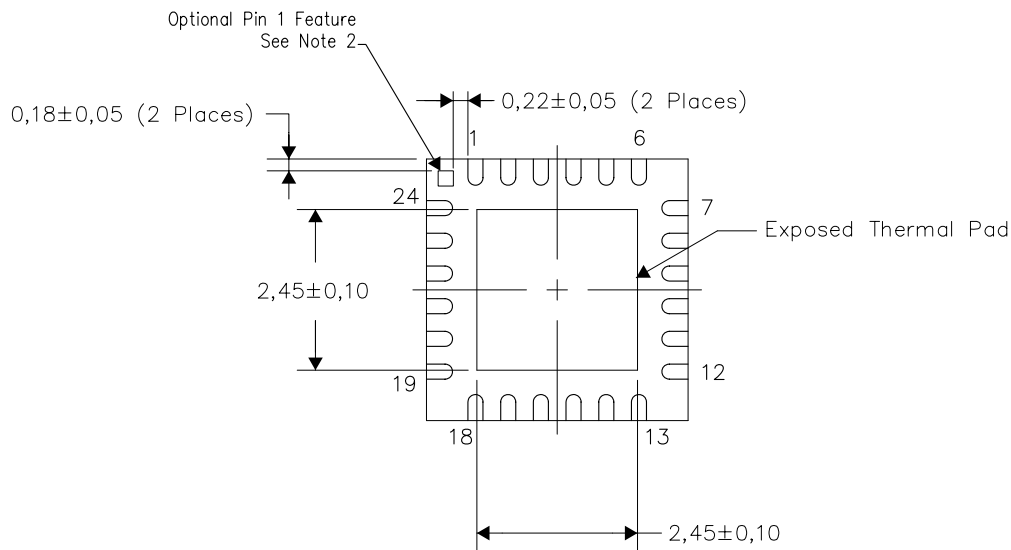 Optional Pin 1 Feature
See Note 2
0,18±0,05 (2 Places)
0,22±0,05 (2 Places)
1
6
24
7
Exposed Thermal Pad
2,45±0,10
19
12
18
13
2,45±0,10